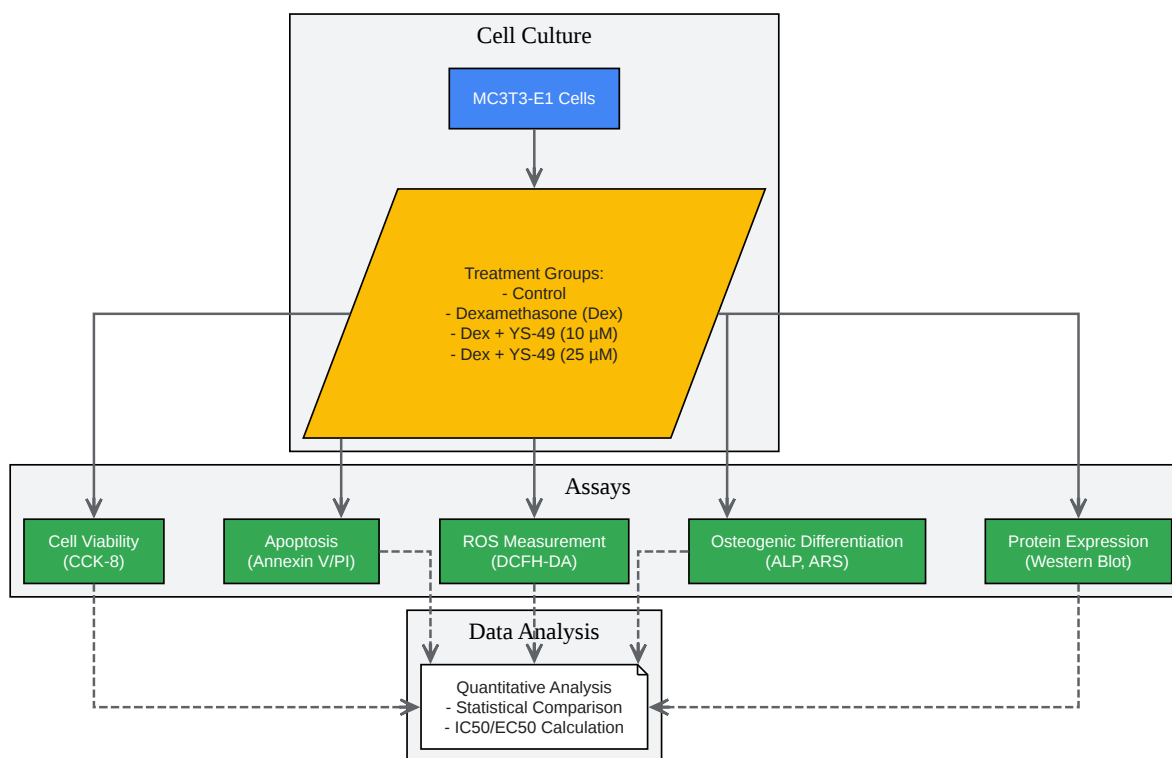 Cell Culture
MC3T3-E1 Cells
Treatment Groups:
- Control
- Dexamethasone (Dex)
- Dex + YS-49 (10 µM)
- Dex + YS-49 (25 µM)
Assays
Cell Viability
(CCK-8)
Apoptosis
(Annexin V/PI)
ROS Measurement
(DCFH-DA)
Osteogenic Differentiation
(ALP, ARS)
Protein Expression
(Western Blot)
Data Analysis
Quantitative Analysis
- Statistical Comparison
- IC50/EC50 Calculation